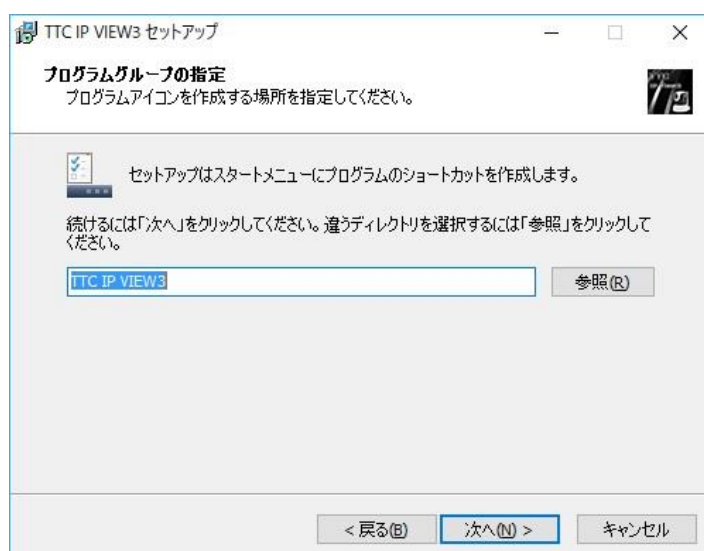 TTC IP VIEW3 セットアップ
プログラムグループの指定
プログラムアイコンを作成する場所を指定してください。
セットアップはスタートメニューにプログラムのショートカットを作成します。
続けるには「次へ」をクリックしてください。違うディレクトリを選択するには「参照」をクリックして
ください。
TTC IP VIEW3
参照(R)
< 戻る(B)
次へ(N) >
キャンセル